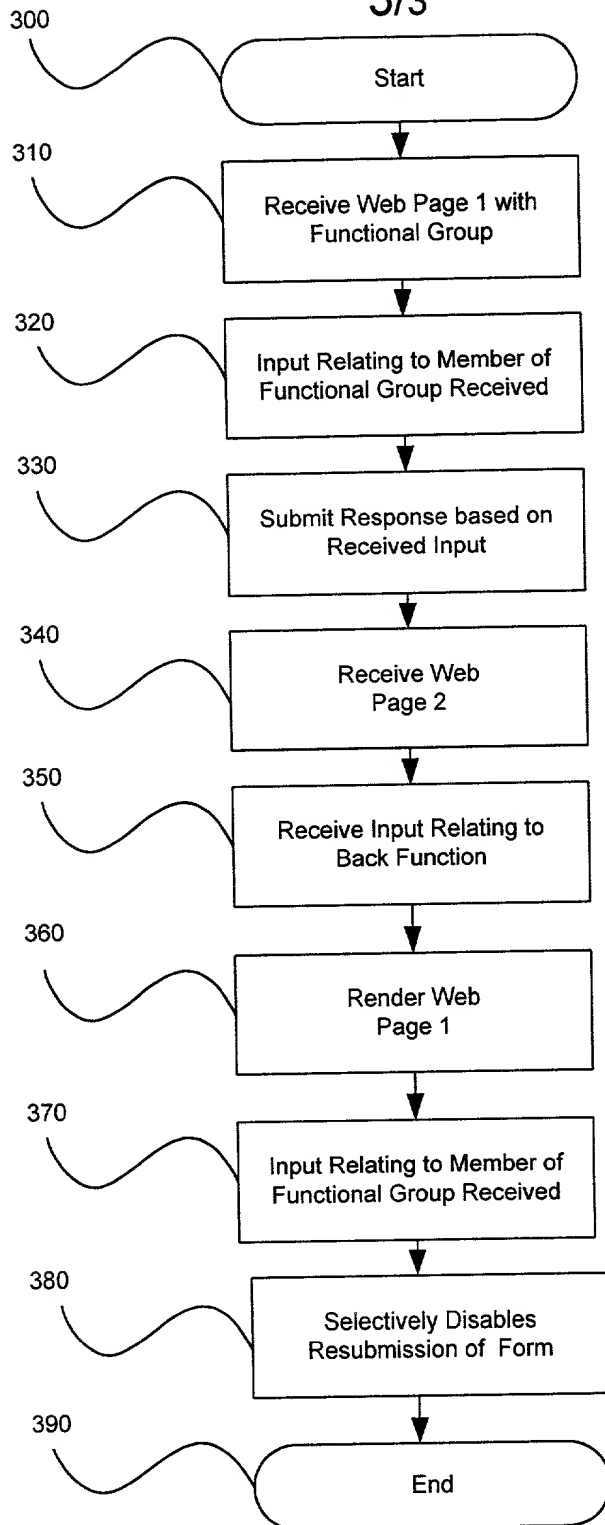 3/3
300
Start
310
Receive Web Page 1 with
Functional Group
320
Input Relating to Member of
Functional Group Received
330
Submit Response based on
Received Input
340
Receive Web
Page 2
350
Receive Input Relating to
Back Function
360
Render Web
Page 1
370
Input Relating to Member of
Functional Group Received
380
Selectively Disables
Resubmission of Form
390
End